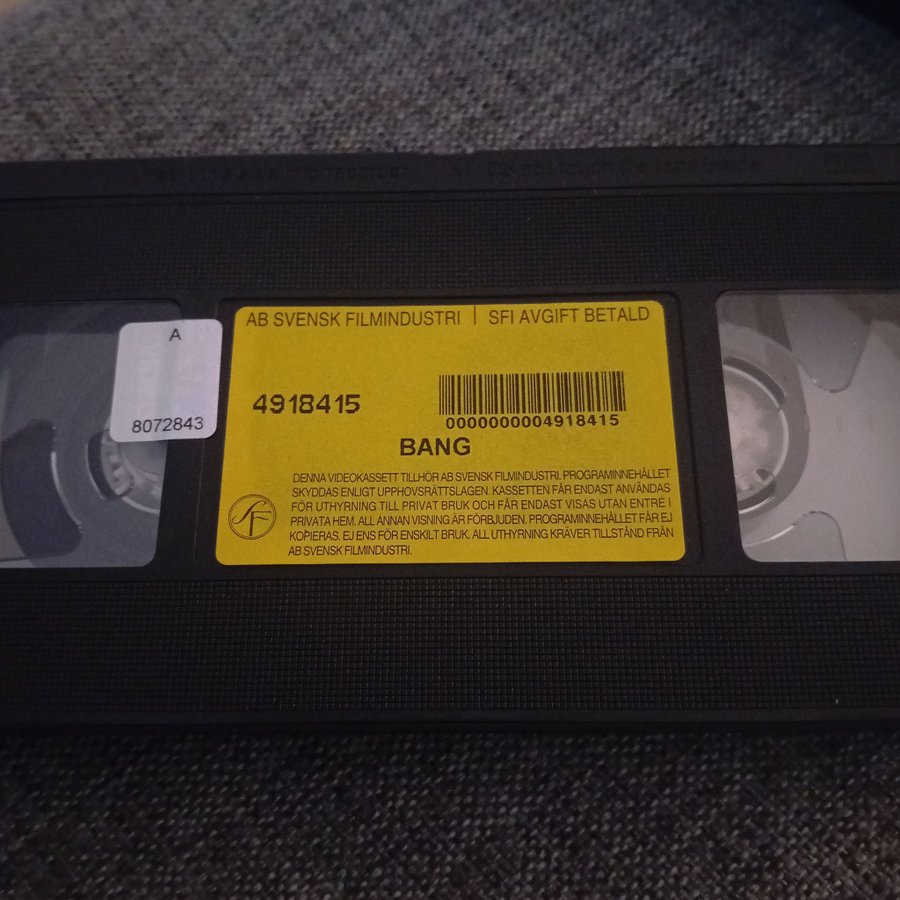 A
8072843
AB SVENSK FILMINDUSTRI | SFI AVGIFT BETALD
4918415
0000000004918415
BANG
DENNA VIDEOKASSETT TILLHÖR AB SVENSK FILMINDUSTRI. PROGRAMINNEHÅLLET
SKYDDAS ENLIGT UPPHOVSRÄTTSLAGEN. KASSETTEN FÅR ENDAST ANVÄNDAS
FÖR UTHYRNING TILL PRIVAT BRUK OCH FÅR ENDAST VISAS UTAN ENTRÉ I
PRIVATA HEM. ALL ANNAN VISNING ÄR FÖRBJUDEN. PROGRAMINNEHÅLLET FÅR EJ
KOPIERAS. EJ ENS FÖR ENSKILT BRUK. ALL UTHYRNING KRÄVER TILLSTÅND FRÅN
AB SVENSK FILMINDUSTRI.
SF